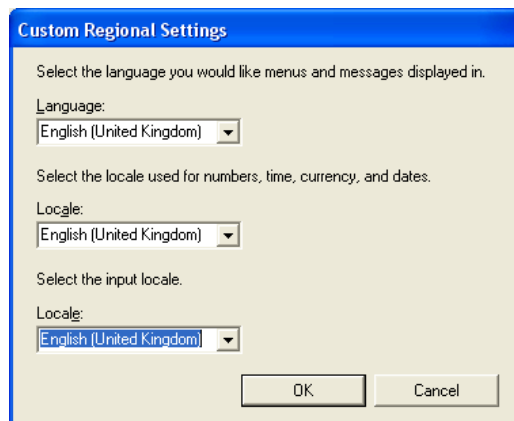 Custom Regional Settings
Select the language you would like menus and messages displayed in.
Language:
English (United Kingdom)
Select the locale used for numbers, time, currency, and dates.
Locale:
English (United Kingdom)
Select the input locale.
Locale:
English (United Kingdom)
OK Cancel